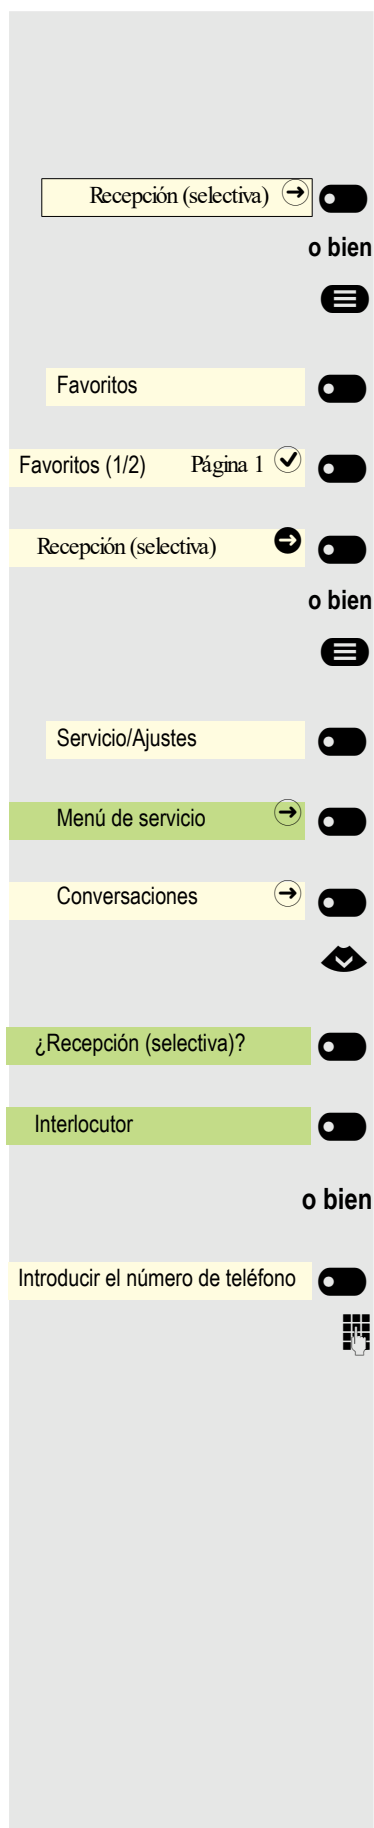 Recepción (selectiva)
o bien
Favoritos
Favoritos (1/2) Página 1
Recepción (selectiva)
o bien
Servicio/Ajustes
Menú de servicio
Conversaciones
¿Recepción (selectiva)?
Interlocutor
o bien
Introducir el número de teléfono